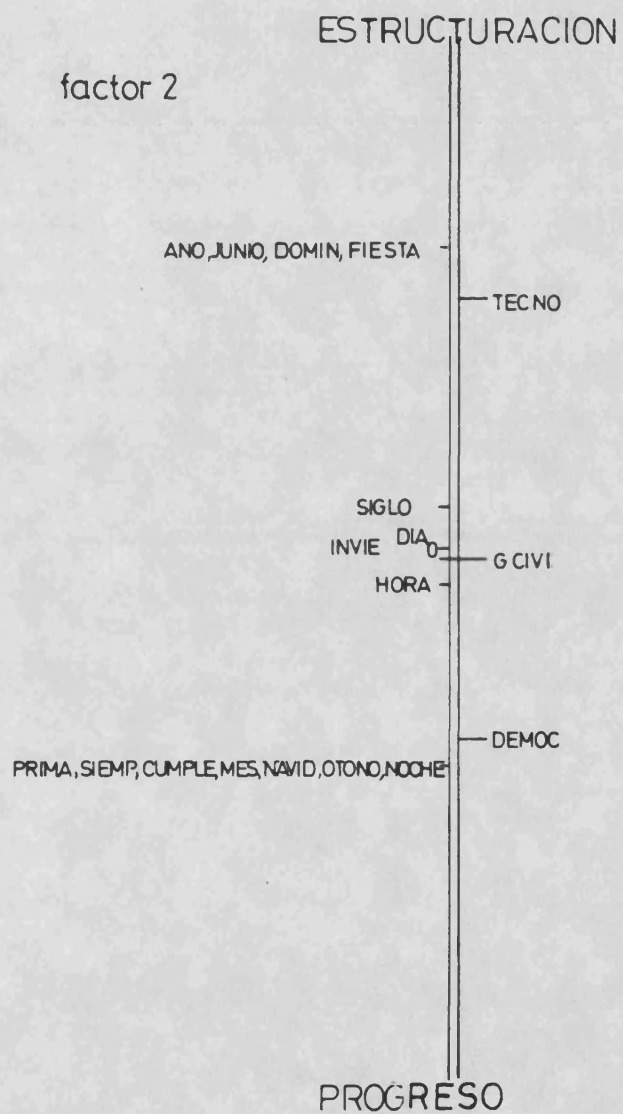 ESTRUCTURACION
factor 2
ANO,JUNIO, DOMIN, FIESTA
TECNO
SIGLO
DIA
INVIE
0
G CIVI
HORA
DEMOC
PRIMA, SIEMP, CUMPLE, MES, NAVID, OTONO, NOCHE
PROGRESO